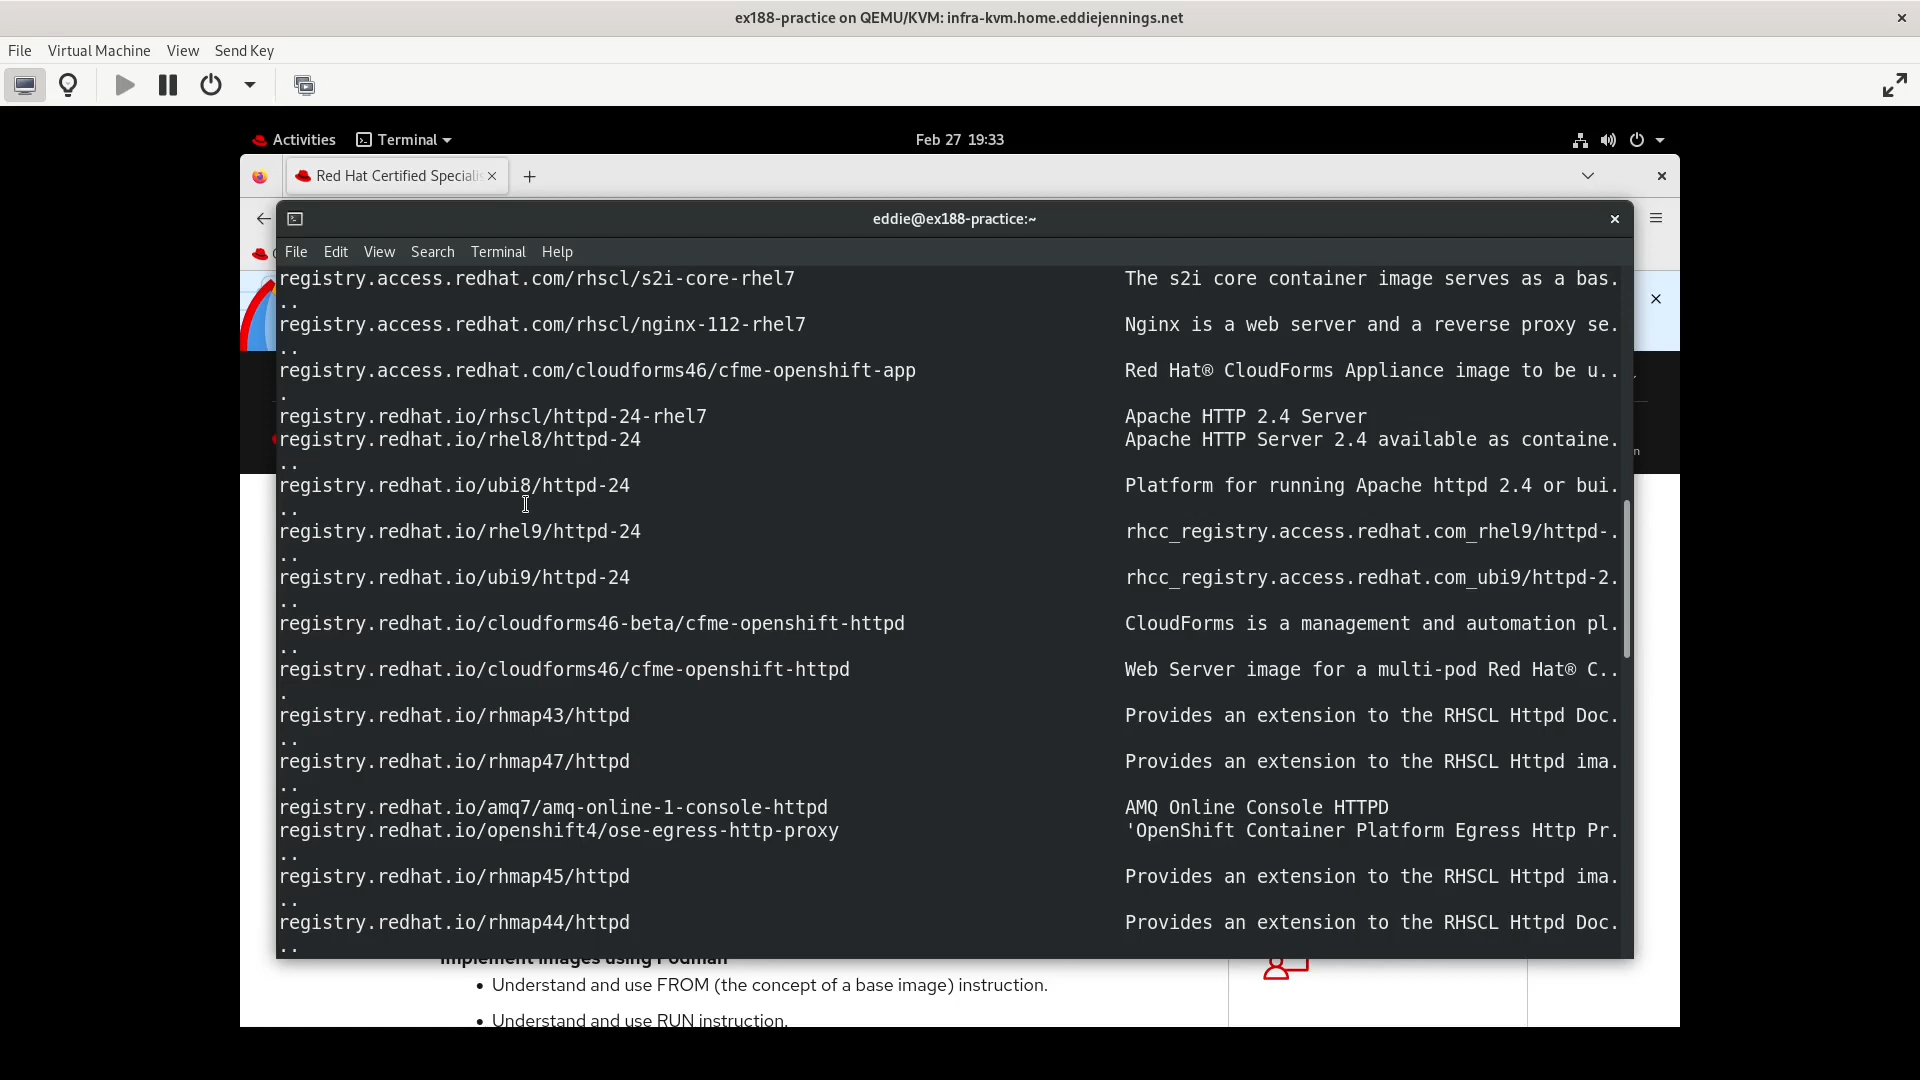 ex188-practice on QEMU/KVM: infra-kvm.home.eddiejennings.net
File Virtual Machine View Send Key
Activities Terminal Feb 27 19:33
Red Hat Certified Speciali
eddie@ex188-practice:~
File Edit View Search Terminal Help
registry.access.redhat.com/rhscl/s2i-core-rhel7 The s2i core container image serves as a bas.
..
registry.access.redhat.com/rhscl/nginx-112-rhel7 Nginx is a web server and a reverse proxy se.
..
registry.access.redhat.com/cloudforms46/cfme-openshift-app Red Hat® CloudForms Appliance image to be u..
.
registry.redhat.io/rhscl/httpd-24-rhel7 Apache HTTP 2.4 Server
registry.redhat.io/rhel8/httpd-24 Apache HTTP Server 2.4 available as containe.
..
registry.redhat.io/ubi8/httpd-24 Platform for running Apache httpd 2.4 or bui.
..
registry.redhat.io/rhel9/httpd-24 rhcc_registry.access.redhat.com_rhel9/httpd-.
..
registry.redhat.io/ubi9/httpd-24 rhcc_registry.access.redhat.com_ubi9/httpd-2.
..
registry.redhat.io/cloudforms46-beta/cfme-openshift-httpd CloudForms is a management and automation pl.
..
registry.redhat.io/cloudforms46/cfme-openshift-httpd Web Server image for a multi-pod Red Hat® C..
.
registry.redhat.io/rhmap43/httpd Provides an extension to the RHSCL Httpd Doc.
..
registry.redhat.io/rhmap47/httpd Provides an extension to the RHSCL Httpd ima.
..
registry.redhat.io/amq7/amq-online-1-console-httpd AMQ Online Console HTTPD
registry.redhat.io/openshift4/ose-egress-http-proxy 'OpenShift Container Platform Egress Http Pr.
..
registry.redhat.io/rhmap45/httpd Provides an extension to the RHSCL Httpd ima.
..
registry.redhat.io/rhmap44/httpd Provides an extension to the RHSCL Httpd Doc.
..
Implement images using Podman
• Understand and use FROM (the concept of a base image) instruction.
• Understand and use RUN instruction.